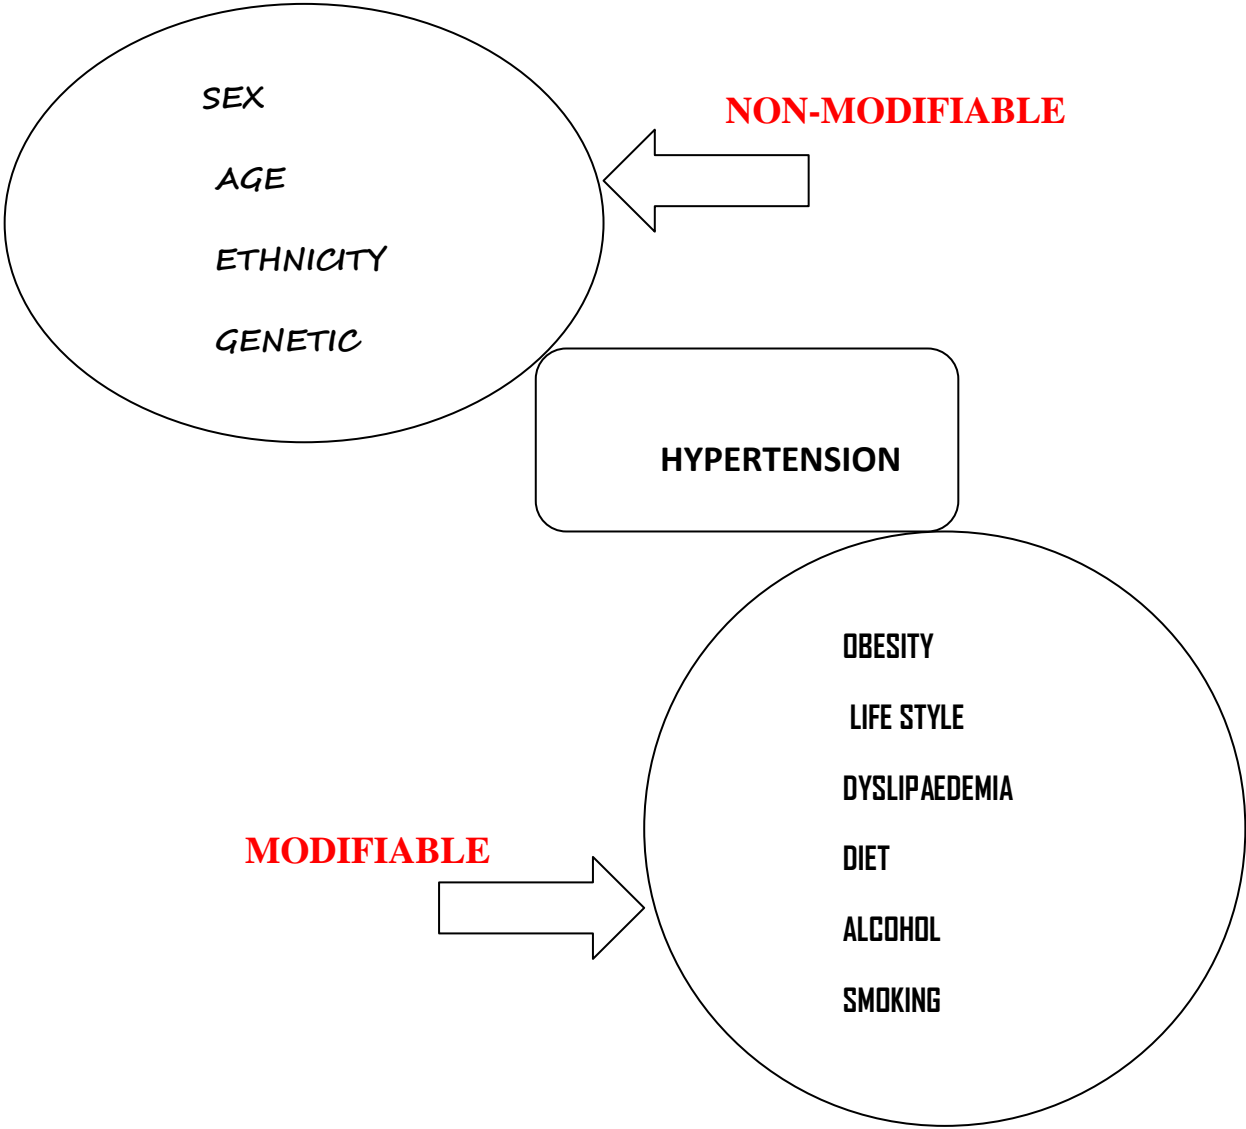 SEX
NON-MODIFIABLE
AGE
ETHNICITY
GENETIC
HYPERTENSION
OBESITY
LIFE STYLE
DYSLIPAEDEMIA
MODIFIABLE
DIET
ALCOHOL
SMOKING